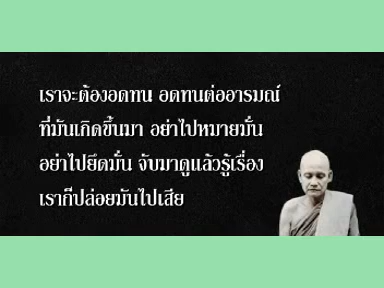 เราจะต้องอดทน อดทนต่ออารมณ์
ที่มันเกิดขึ้นมา อย่าไปหมายมั่น
อย่าไปยึดมั่น จับมาดูแล้วรู้เรื่อง
เราก็ปล่อยมันไปเสีย